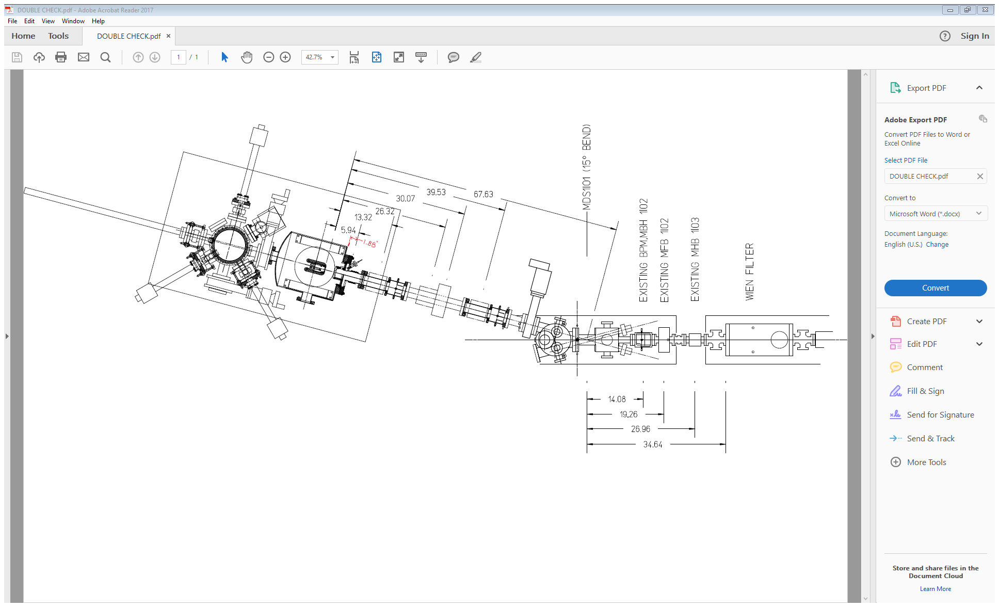 DOUBLE CHECK.pdf - Adobe Acrobat Reader 2017
File Edit View Window Help
Home Tools DOUBLE CHECK.pdf ×
? Sign In
1 / 1 42.7%
MDS1I01 (15° BEND)
EXISTING BPM,MBH 1I02
EXISTING MFB 1I02
EXISTING MHB 1I03
WIEN FILTER
67.63
39.53
30.07
26.32
13.32
5.94
1.88"
14.08
19.26
26.96
34.64
Export PDF
Adobe Export PDF
Convert PDF Files to Word or
Excel Online
Select PDF File
DOUBLE CHECK.pdf
Convert to
Microsoft Word (*.docx)
Document Language:
English (U.S.) Change
Convert
Create PDF
Edit PDF
Comment
Fill & Sign
Send for Signature
Send & Track
More Tools
Store and share files in the
Document Cloud
Learn More